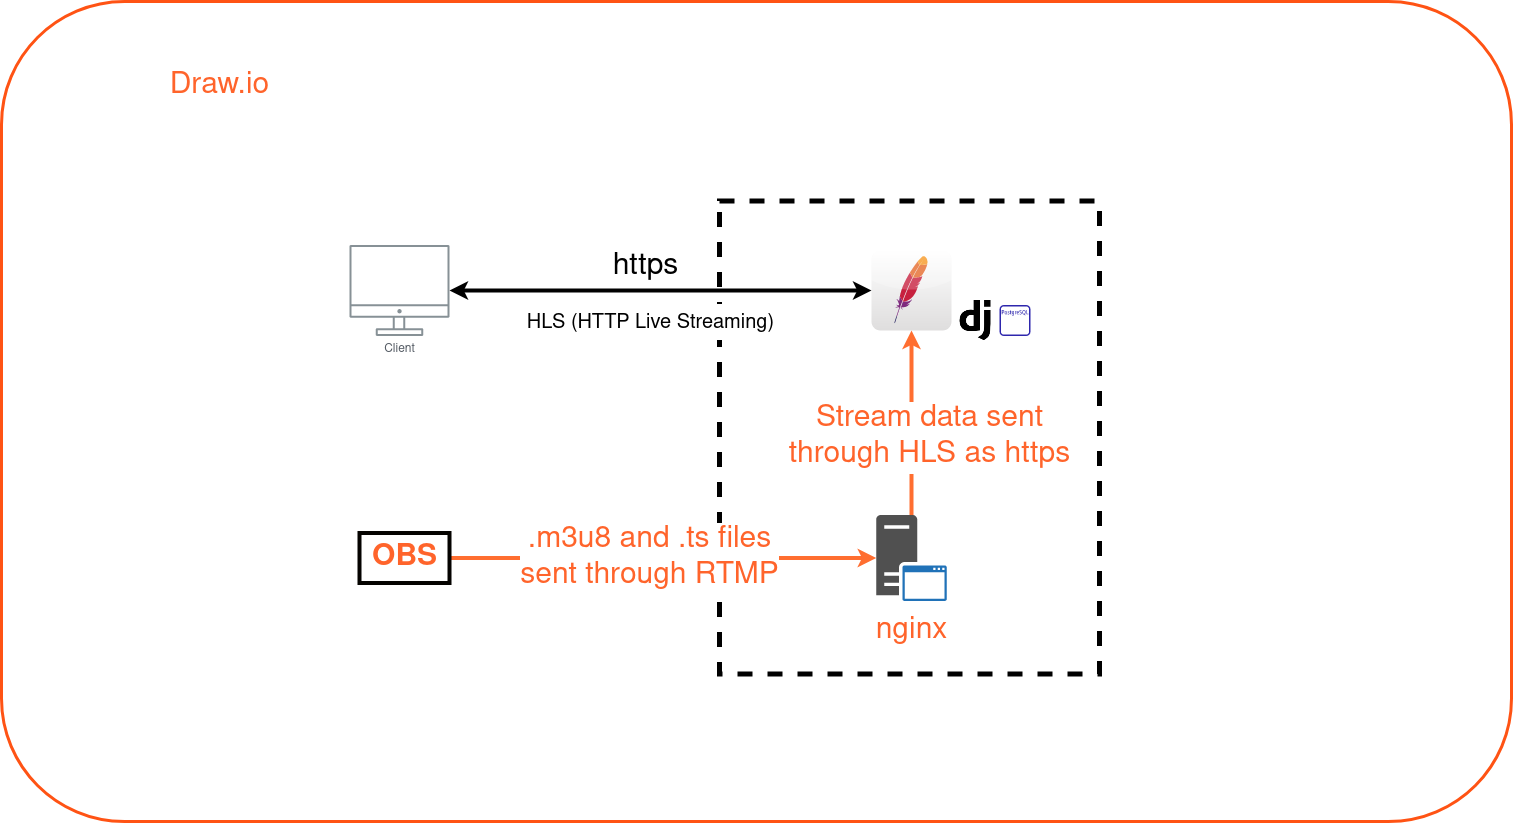 Draw.io
https
HLS (HTTP Live Streaming)
Client
dj
PostgreSQL
Stream data sent
through HLS as https
OBS
.m3u8 and .ts files
sent through RTMP
nginx